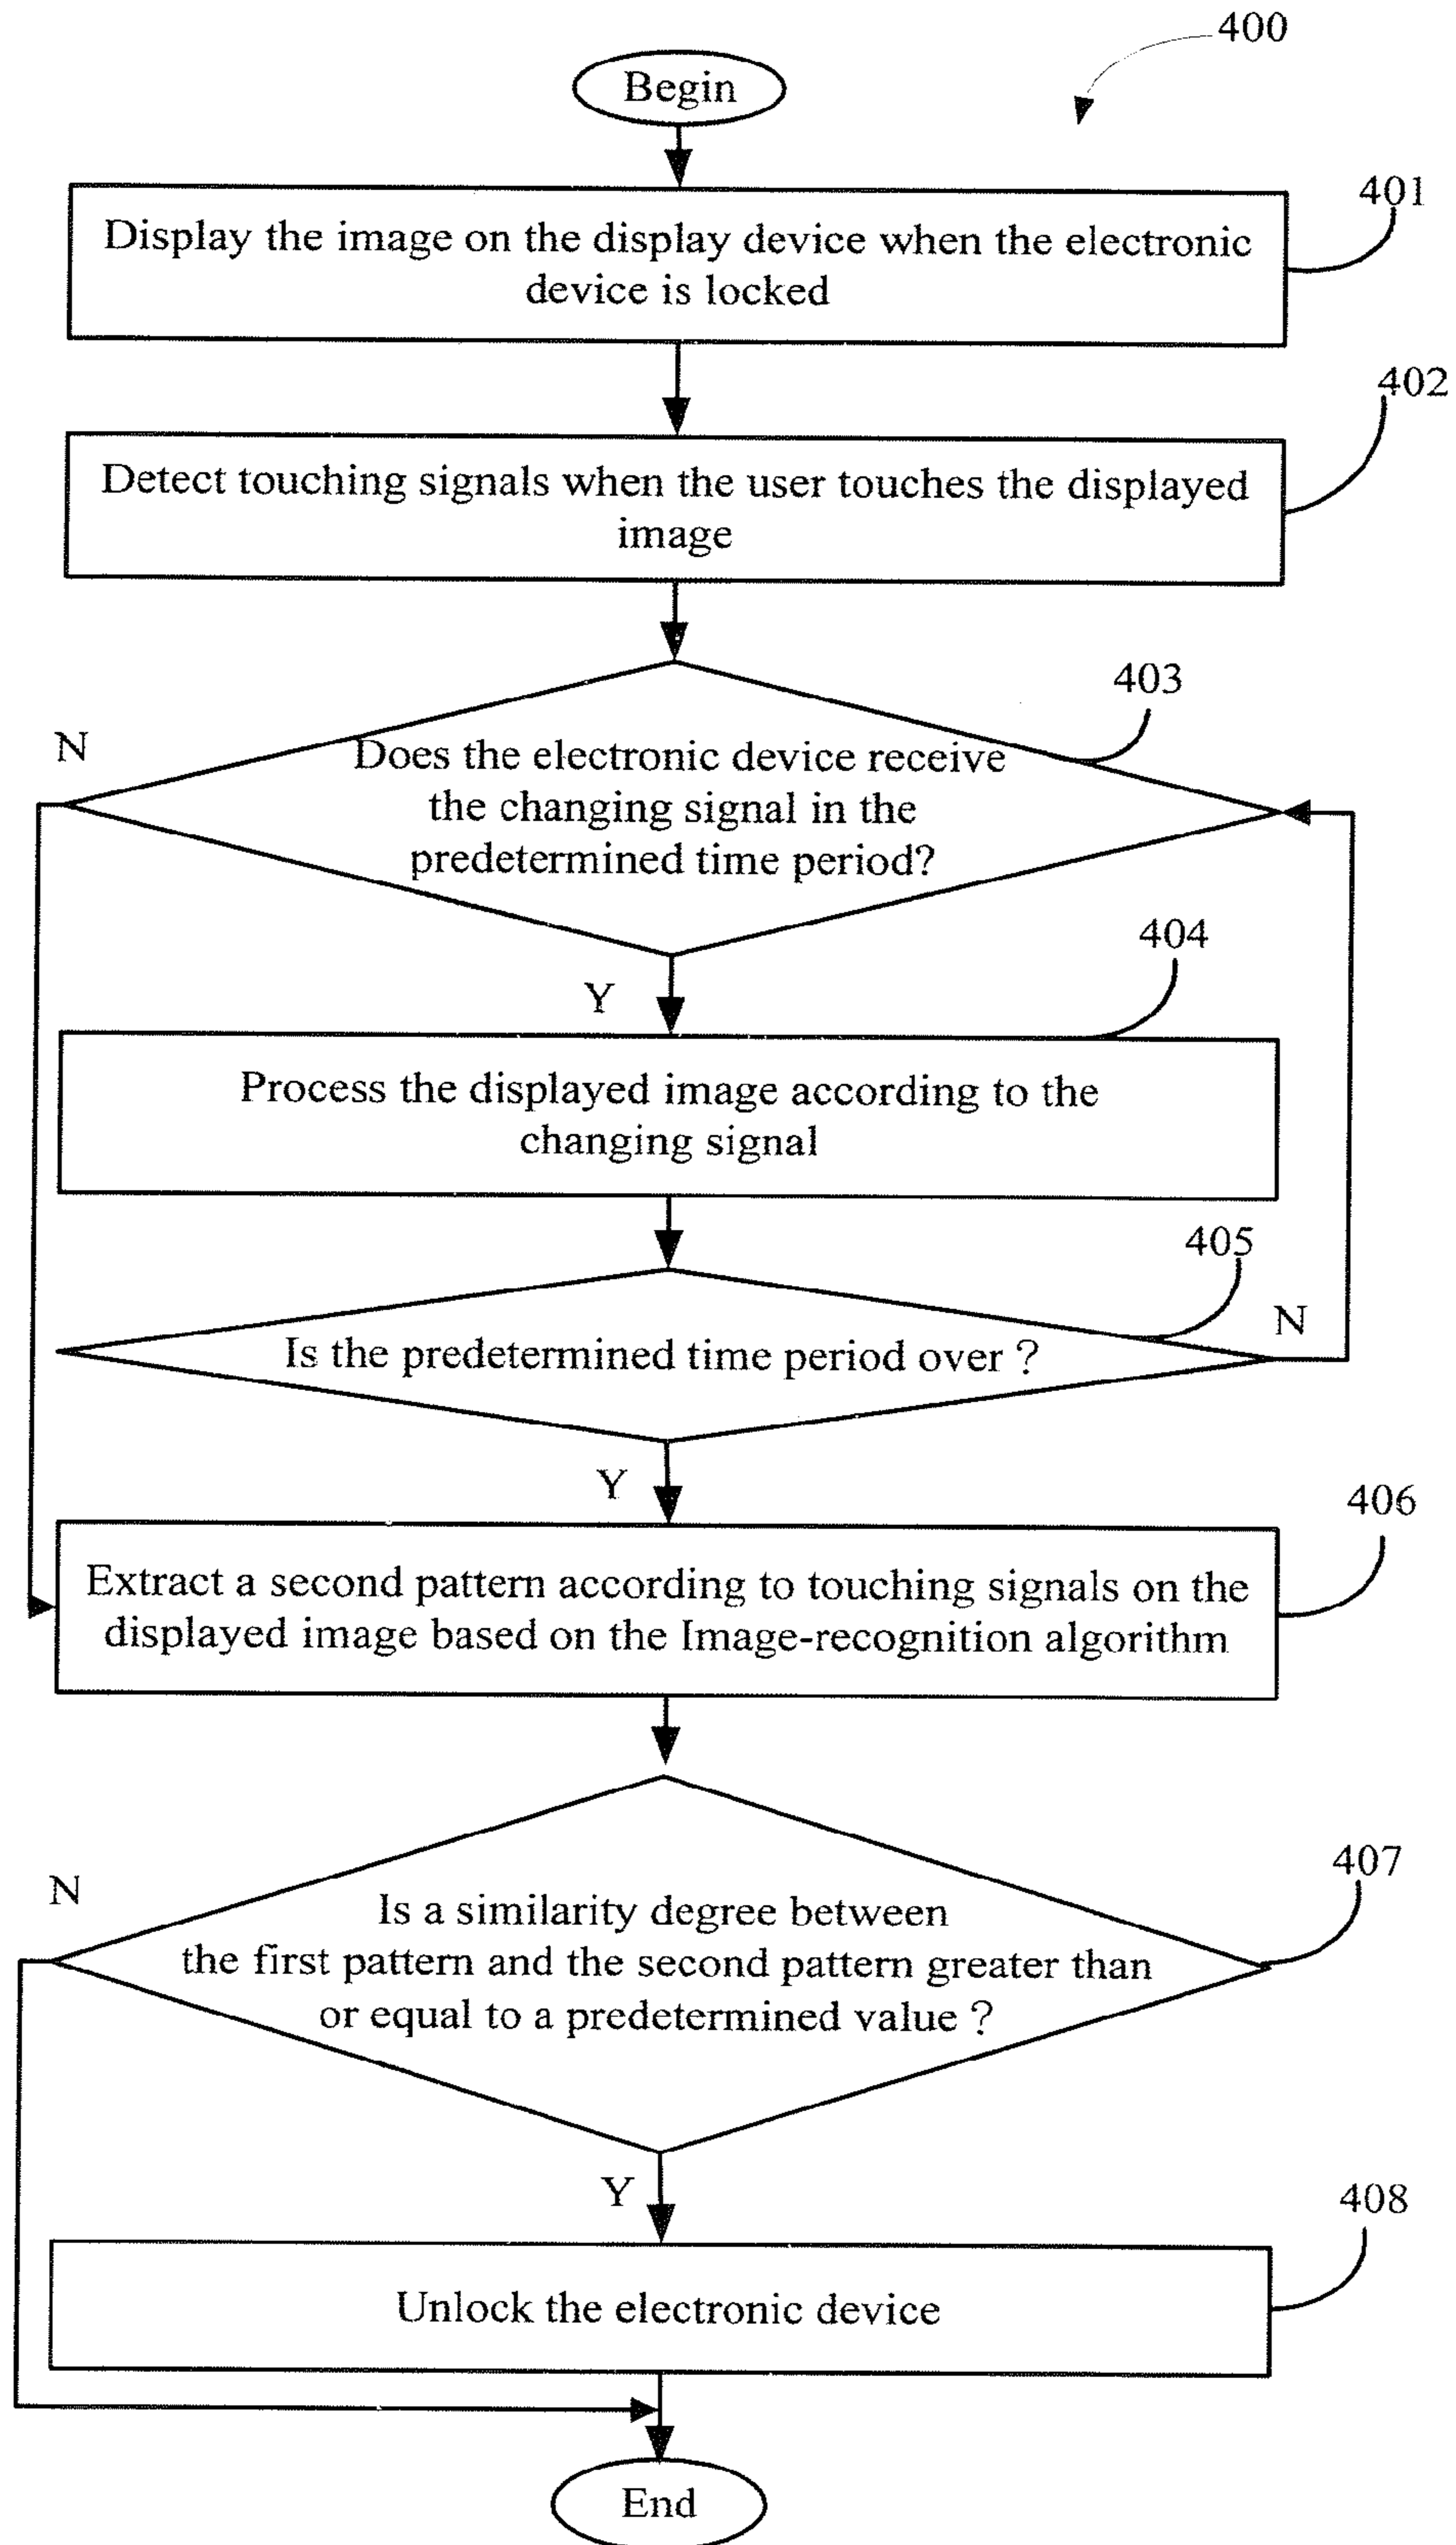 400
Begin
401
Display the image on the display device when the electronic
device is locked
402
Detect touching signals when the user touches the displayed
image
403
N
Does the electronic device receive
the changing signal in the
predetermined time period?
404
Y
Process the displayed image according to the
changing signal
405
N
Is the predetermined time period over ?
Y
406
Extract a second pattern according to touching signals on the
displayed image based on the Image-recognition algorithm
407
N
Is a similarity degree between
the first pattern and the second pattern greater than
or equal to a predetermined value ?
Y
408
Unlock the electronic device
End